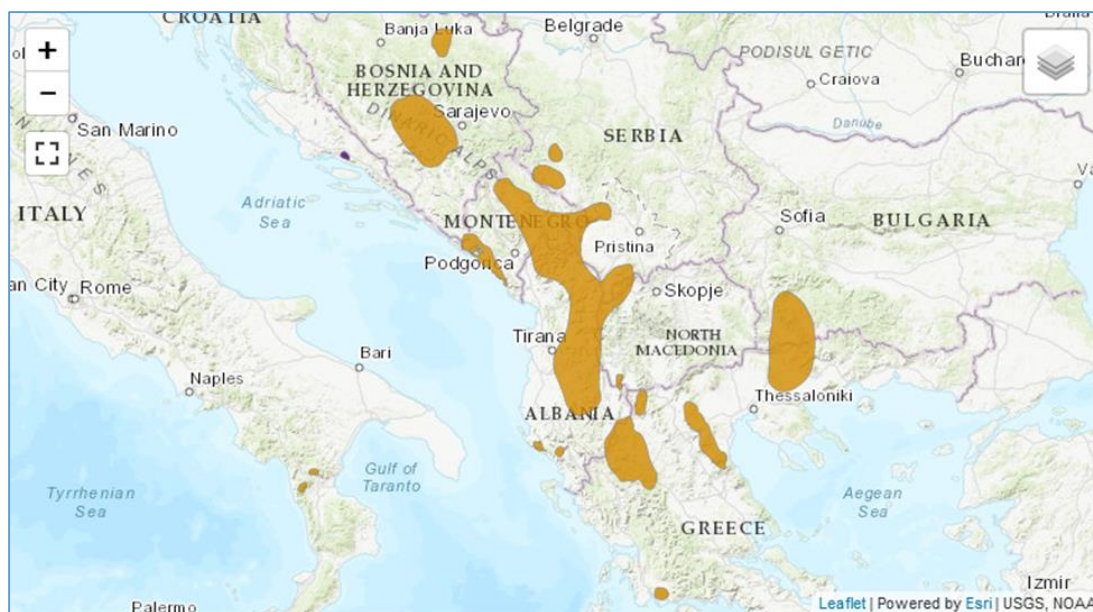 CROATIA
Banja Luka
Belgrade
+
−
BOSNIA AND
HERZEGOVINA
PODISUL GETIC
Craiova
Danube
San Marino
DINARIC ALPS
Sarajevo
SERBIA
ITALY
Adriatic
Sea
MONTENEGRO
Pristina
Sofia
BULGARIA
Podgorica
Rome
Skopje
NORTH
MACEDONIA
Tirana
Bari
Naples
ALBANIA
Thessaloniki
Gulf of
Taranto
Tyrrhenian
Sea
Aegean
Sea
GREECE
Izmir
Palermo
Leaflet | Powered by Esri | USGS, NOAA